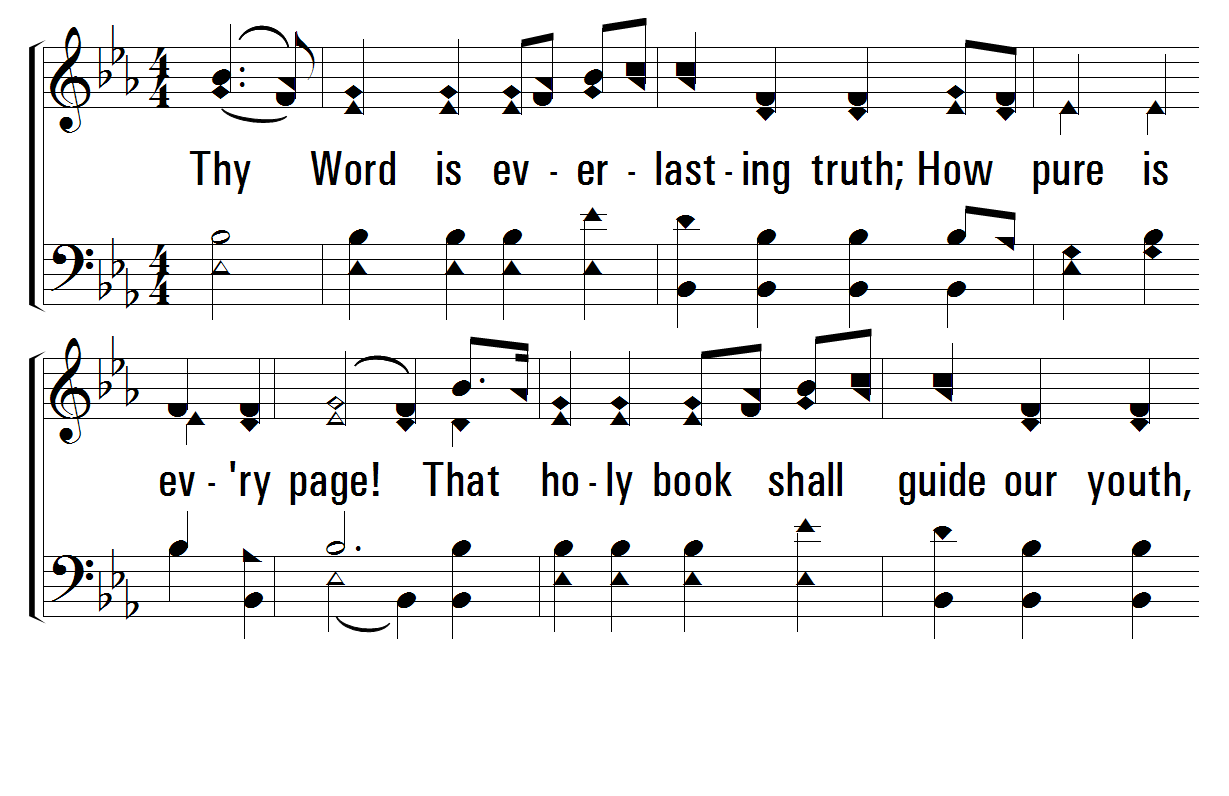 Thy Word is ev - er - last - ing truth; How pure is
ev - 'ry page! That ho - ly book shall guide our youth,